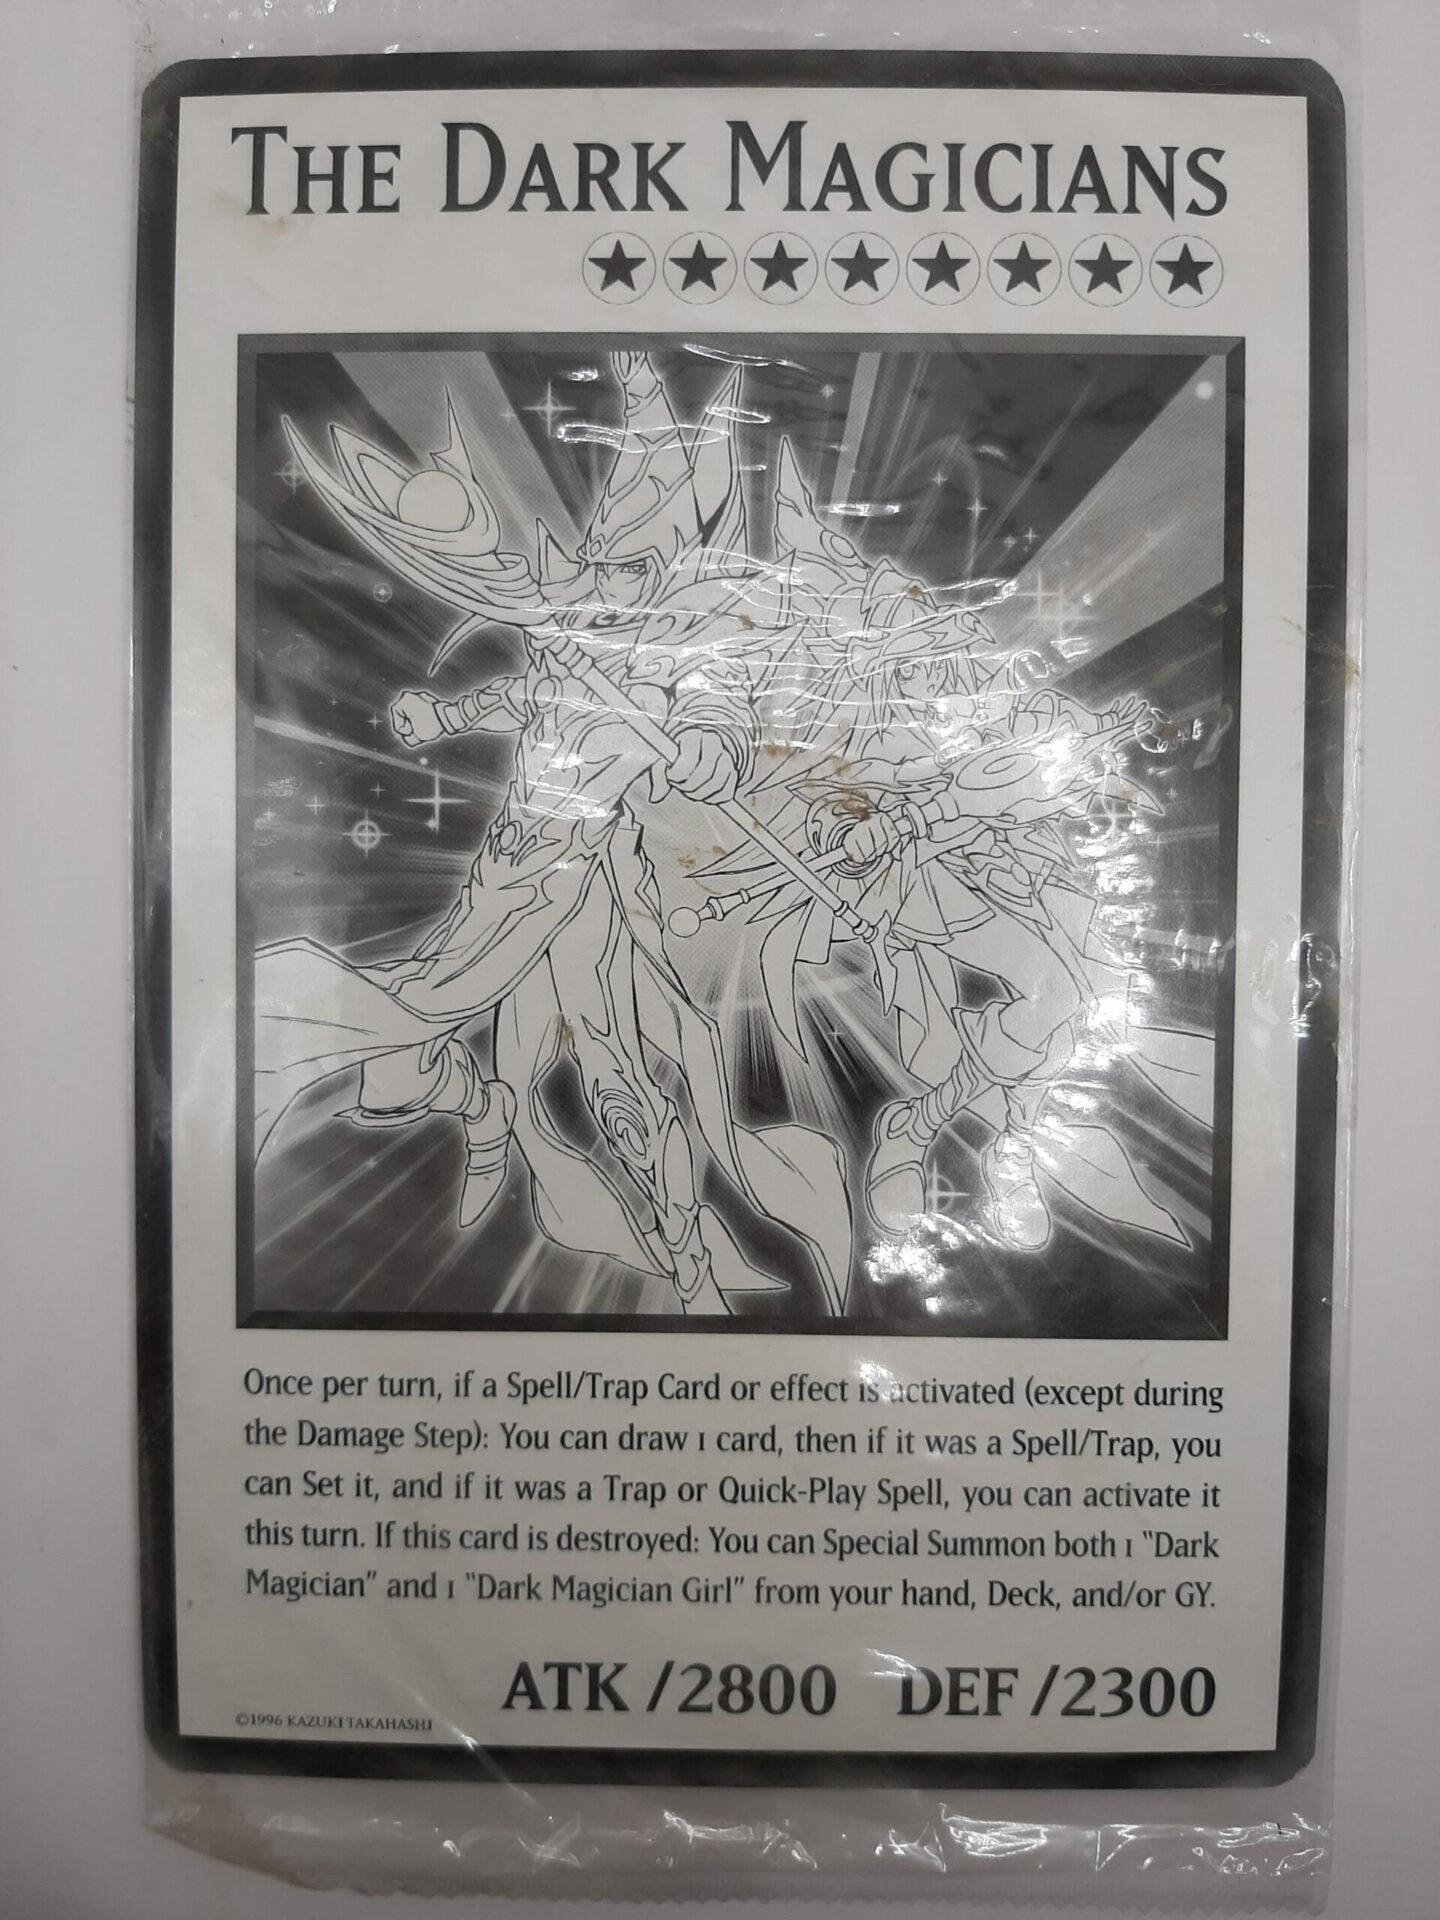 THE DARK MAGICIANS
Once per turn, if a Spell/Trap Card or effect is activated (except during
the Damage Step): You can draw 1 card, then if it was a Spell/Trap, you
can Set it, and if it was a Trap or Quick-Play Spell, you can activate it
this turn. If this card is destroyed: You can Special Summon both 1 "Dark
Magician" and 1 "Dark Magician Girl" from your hand, Deck, and/or GY.
ATK /2800 DEF /2300
©1996 KAZUKI TAKAHASHI